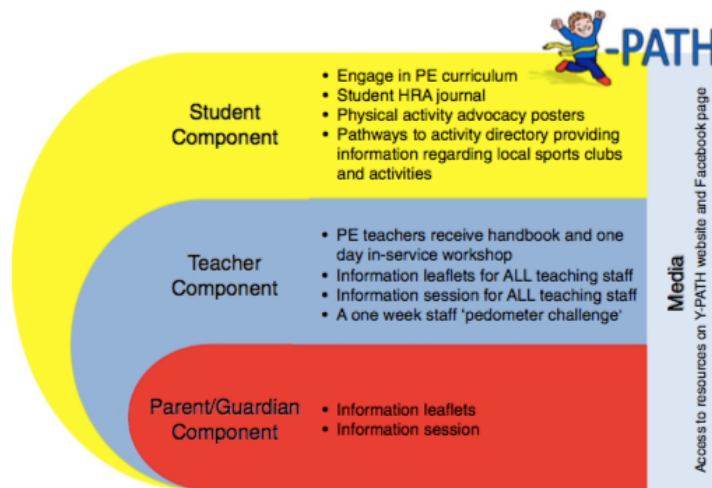 -PATH
Student
Component
• Engage in PE curriculum
• Student HRA journal
• Physical activity advocacy posters
• Pathways to activity directory providing
information regarding local sports clubs
and activities
Teacher
Component
• PE teachers receive handbook and one
day in-service workshop
• Information leaflets for ALL teaching staff
• Information session for ALL teaching staff
• A one week staff 'pedometer challenge'
Parent/Guardian
Component
• Information leaflets
• Information session
Media
Access to resources on Y-PATH website and Facebook page